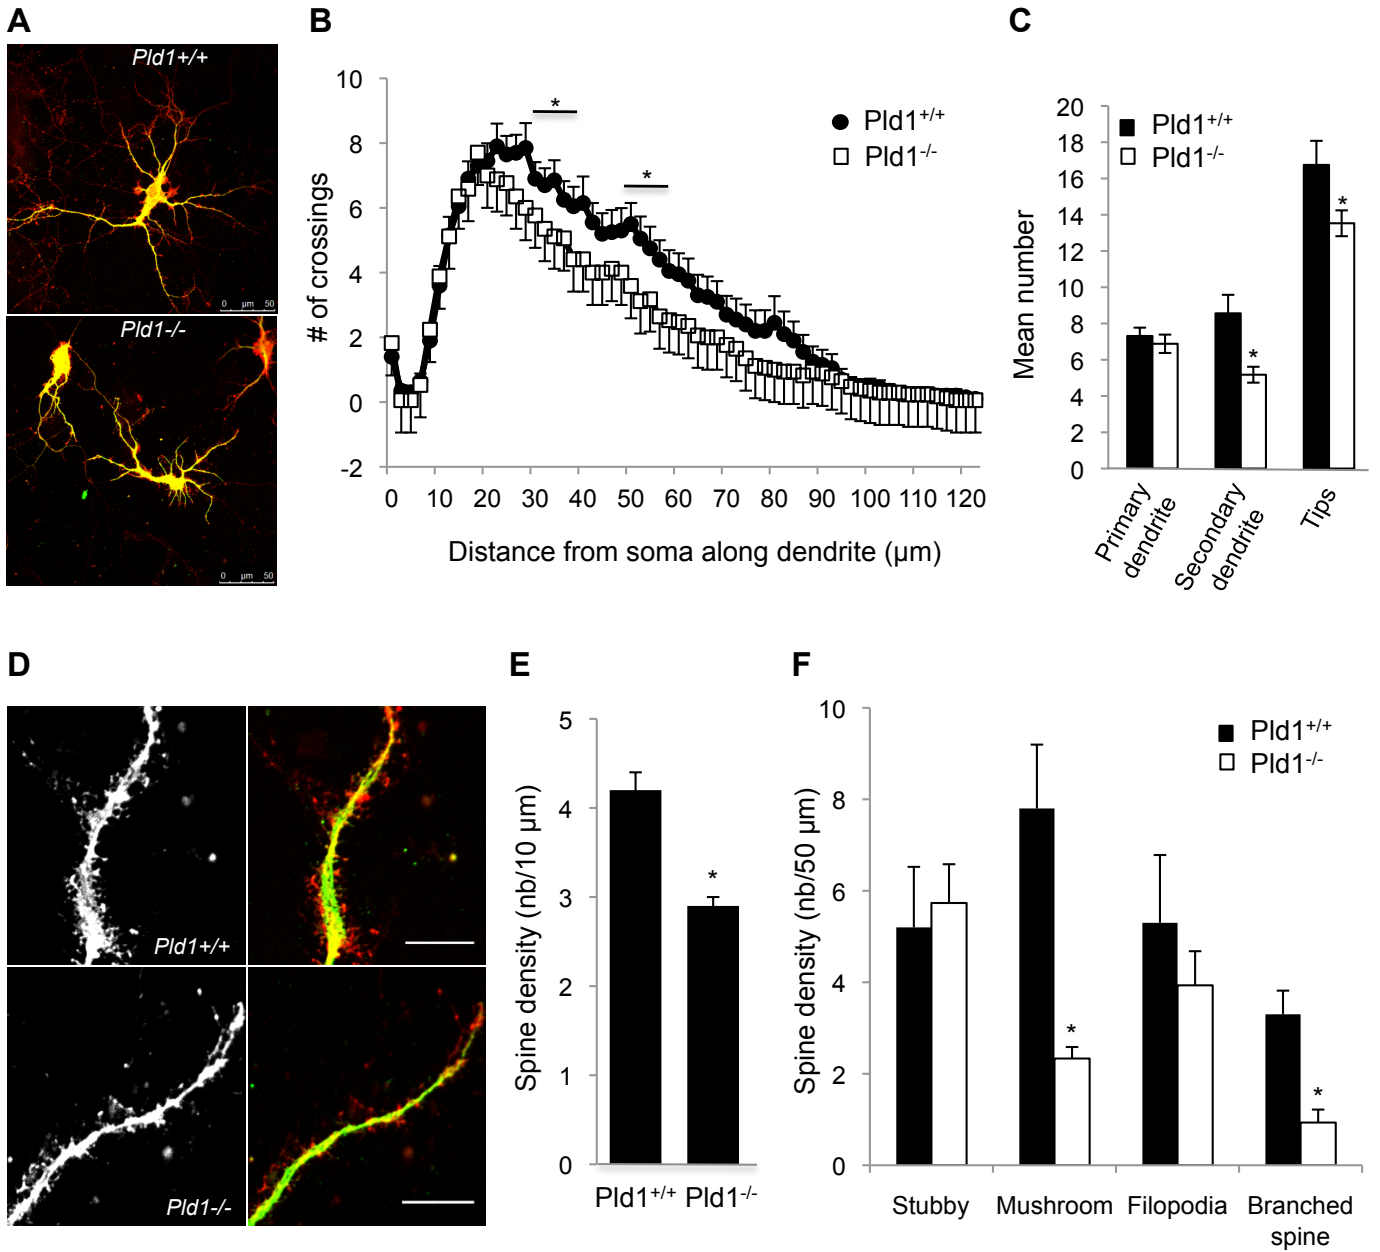 A
Pld1+/+
0 µm 50
Pld1-/-
0 µm 50
B
10
8
6
4
2
0
-2
# of crossings
*
*
Pld1+/+
Pld1-/-
0 10 20 30 40 50 60 70 80 90 100 110 120
Distance from soma along dendrite (µm)
C
20
18
16
14
12
10
8
6
4
2
0
Mean number
Pld1+/+
Pld1-/-
*
*
Primary
dendrite
Secondary
dendrite
Tips
D
Pld1+/+
Pld1-/-
E
5
4
3
2
1
0
Spine density (nb/10 µm)
*
Pld1+/+ Pld1-/-
F
10
8
6
4
2
0
Spine density (nb/50 µm)
Pld1+/+
Pld1-/-
*
*
Stubby Mushroom Filopodia Branched
spine